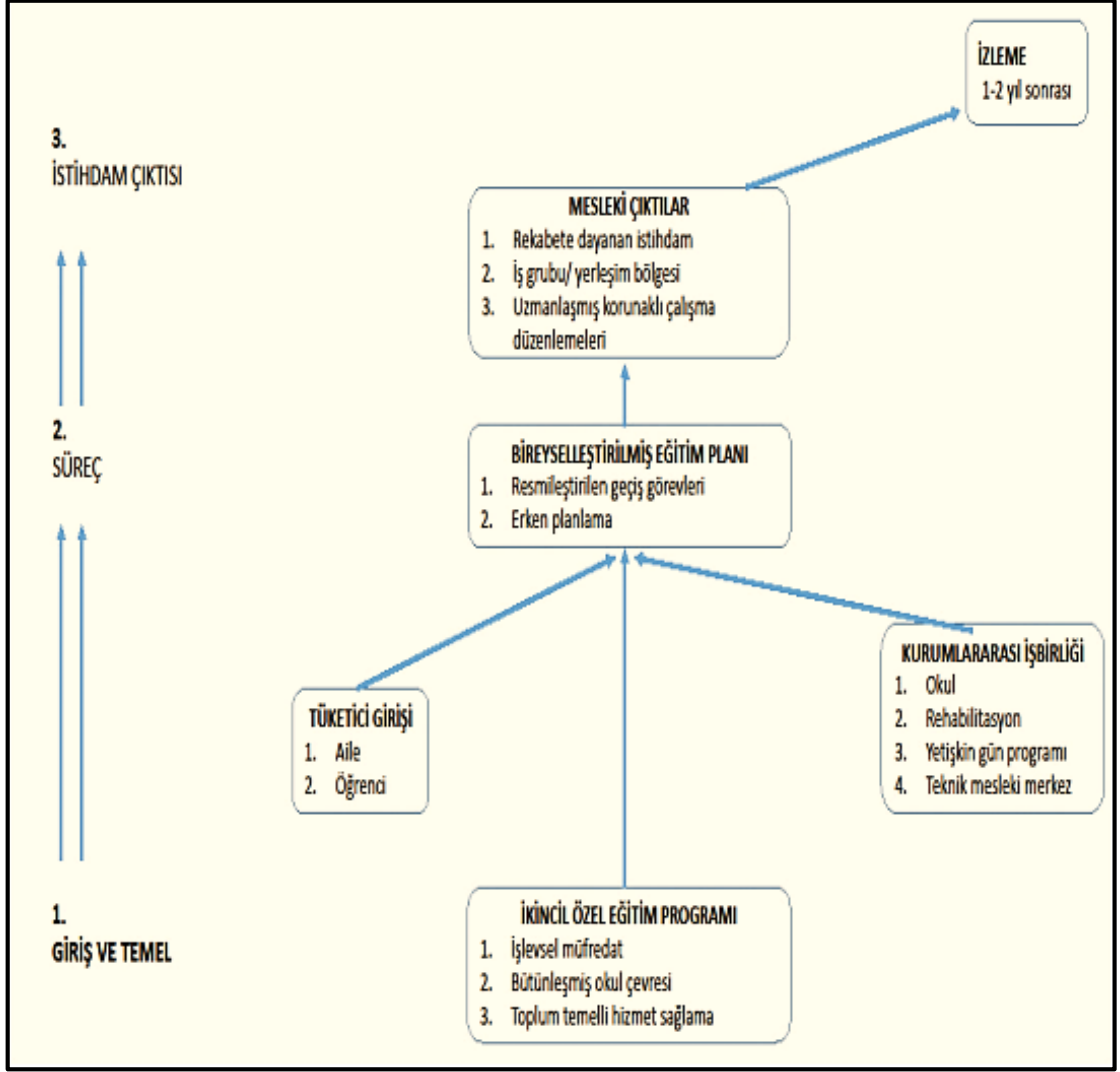 İZLEME
1-2 yıl sonrası
3.
İSTİHDAM ÇIKTISI
MESLEKİ ÇIKTILAR
1. Rekabete dayanan istihdam
2. İş grubu/ yerleşim bölgesi
3. Uzmanlaşmış korunaklı çalışma
düzenlemeleri
2.
SÜREÇ
BİREYSELLEŞTİRİLMİŞ EĞİTİM PLANI
1. Resmileştirilen geçiş görevleri
2. Erken planlama
TÜKETİCİ GİRİŞİ
1. Aile
2. Öğrenci
KURUMLARARASI İŞBİRLİĞİ
1. Okul
2. Rehabilitasyon
3. Yetişkin gün programı
4. Teknik mesleki merkez
1.
GİRİŞ VE TEMEL
İKİNCİL ÖZEL EĞİTİM PROGRAMI
1. İşlevsel müfredat
2. Bütünleşmiş okul çevresi
3. Toplum temelli hizmet sağlama